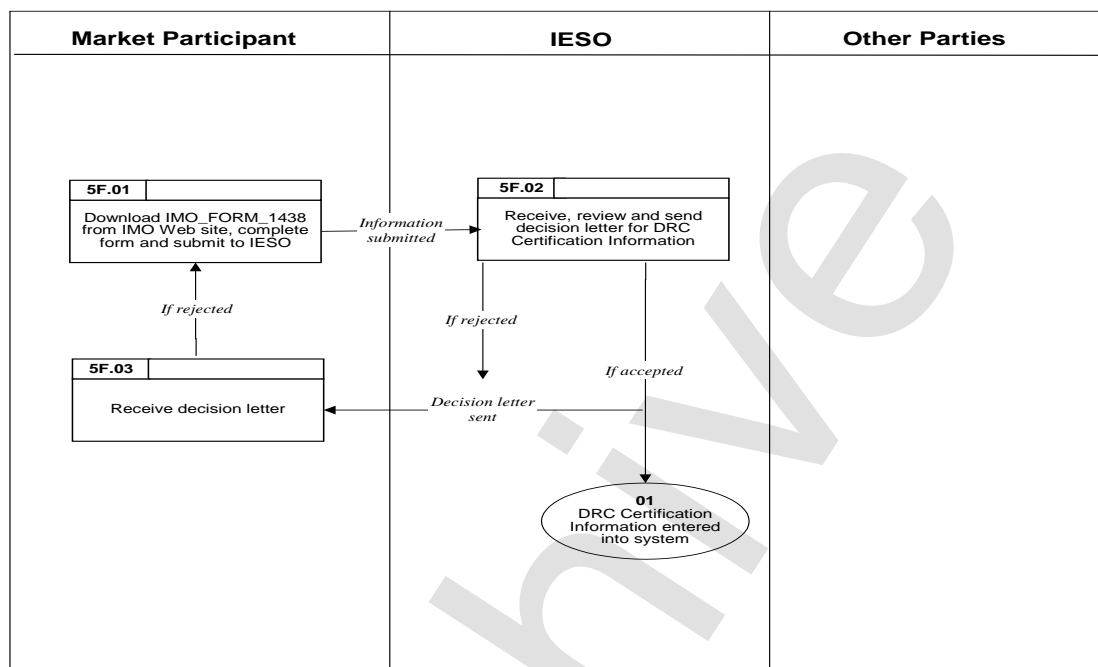 Market Participant
IESO
Other Parties
5F.01
Download IMO_FORM_1438
from IMO Web site, complete
form and submit to IESO
Information
submitted
5F.02
Receive, review and send
decision letter for DRC
Certification Information
If rejected
If rejected
5F.03
Receive decision letter
If accepted
Decision letter
sent
01
DRC Certification
Information entered
into system
hive